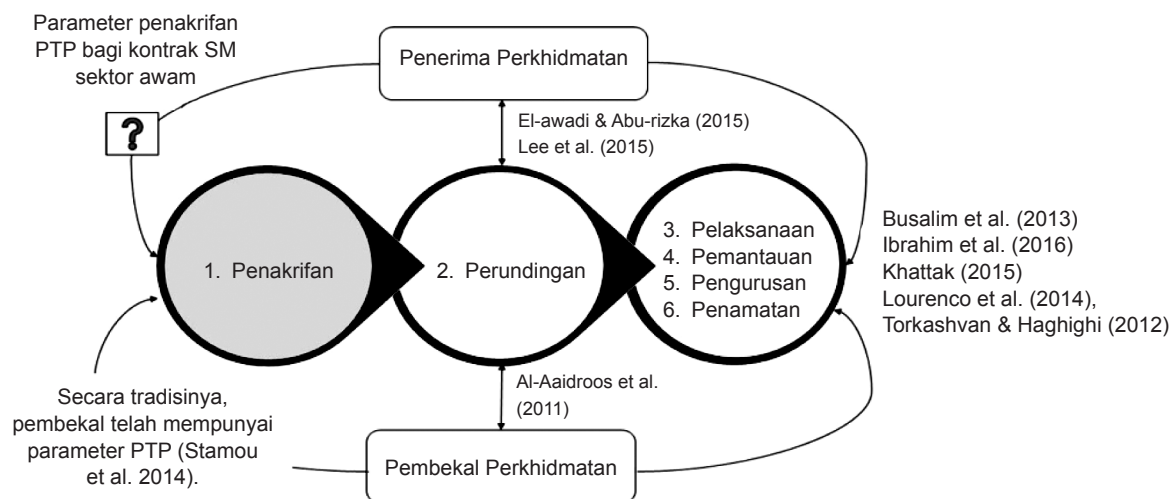 Parameter penakrifan
PTP bagi kontrak SM
sektor awam
?
Penerima Perkhidmatan
El-awadi & Abu-rizka (2015)
Lee et al. (2015)
1. Penakrifan
2. Perundingan
3. Pelaksanaan
4. Pemantauan
5. Pengurusan
6. Penamatan
Busalim et al. (2013)
Ibrahim et al. (2016)
Khattak (2015)
Lourenco et al. (2014),
Torkashvan & Haghighi (2012)
Secara tradisinya,
pembekal telah mempunyai
parameter PTP (Stamou
et al. 2014).
Al-Aaidroos et al.
(2011)
Pembekal Perkhidmatan